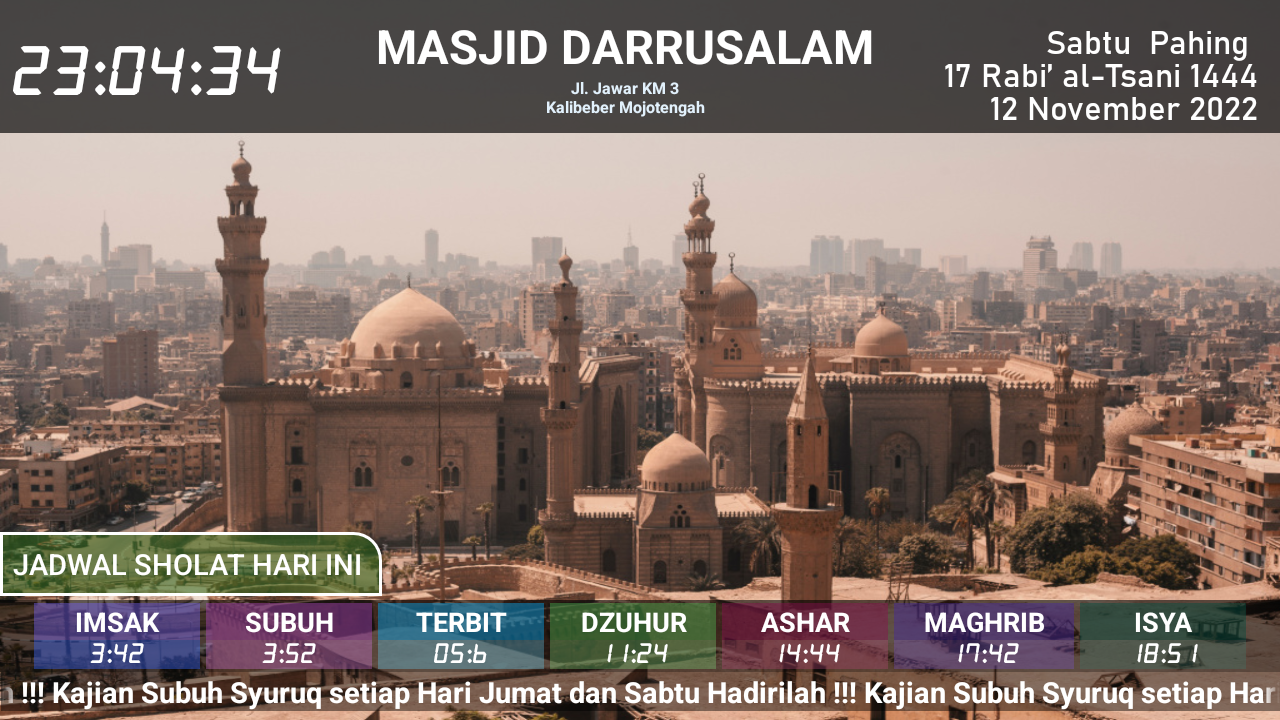 23:04:34
MASJID DARRUSALAM
Jl. Jawar KM 3
Kalibeber Mojotengah
Sabtu Pahing
17 Rabi' al-Tsani 1444
12 November 2022
JADWAL SHOLAT HARI INI
IMSAK SUBUH TERBIT DZUHUR ASHAR MAGHRIB ISYA
3:42 3:52 05:6 11:24 14:44 17:42 18:51
!!! Kajian Subuh Syuruq setiap Hari Jumat dan Sabtu Hadirilah !!! Kajian Subuh Syuruq setiap Har